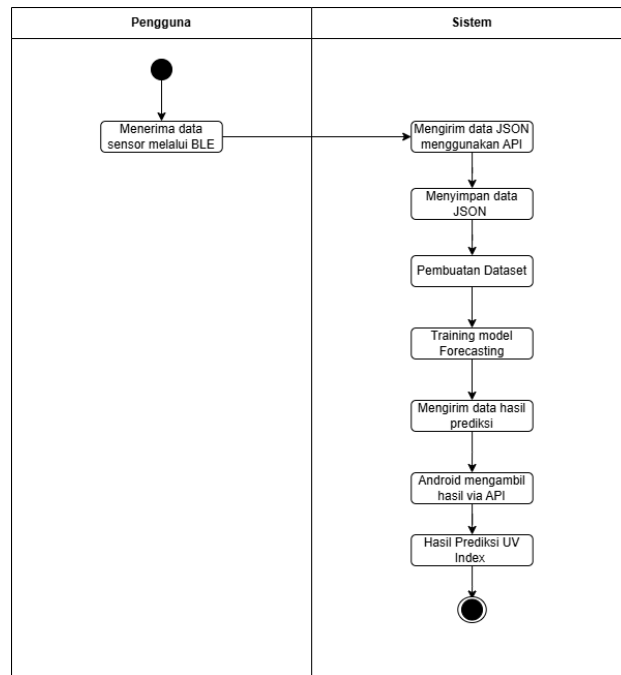 Pengguna
Sistem
Menerima data
sensor melalui BLE
Mengirim data JSON
menggunakan API
Menyimpan data
JSON
Pembuatan Dataset
Training model
Forecasting
Mengirim data hasil
prediksi
Android mengambil
hasil via API
Hasil Prediksi UV
Index